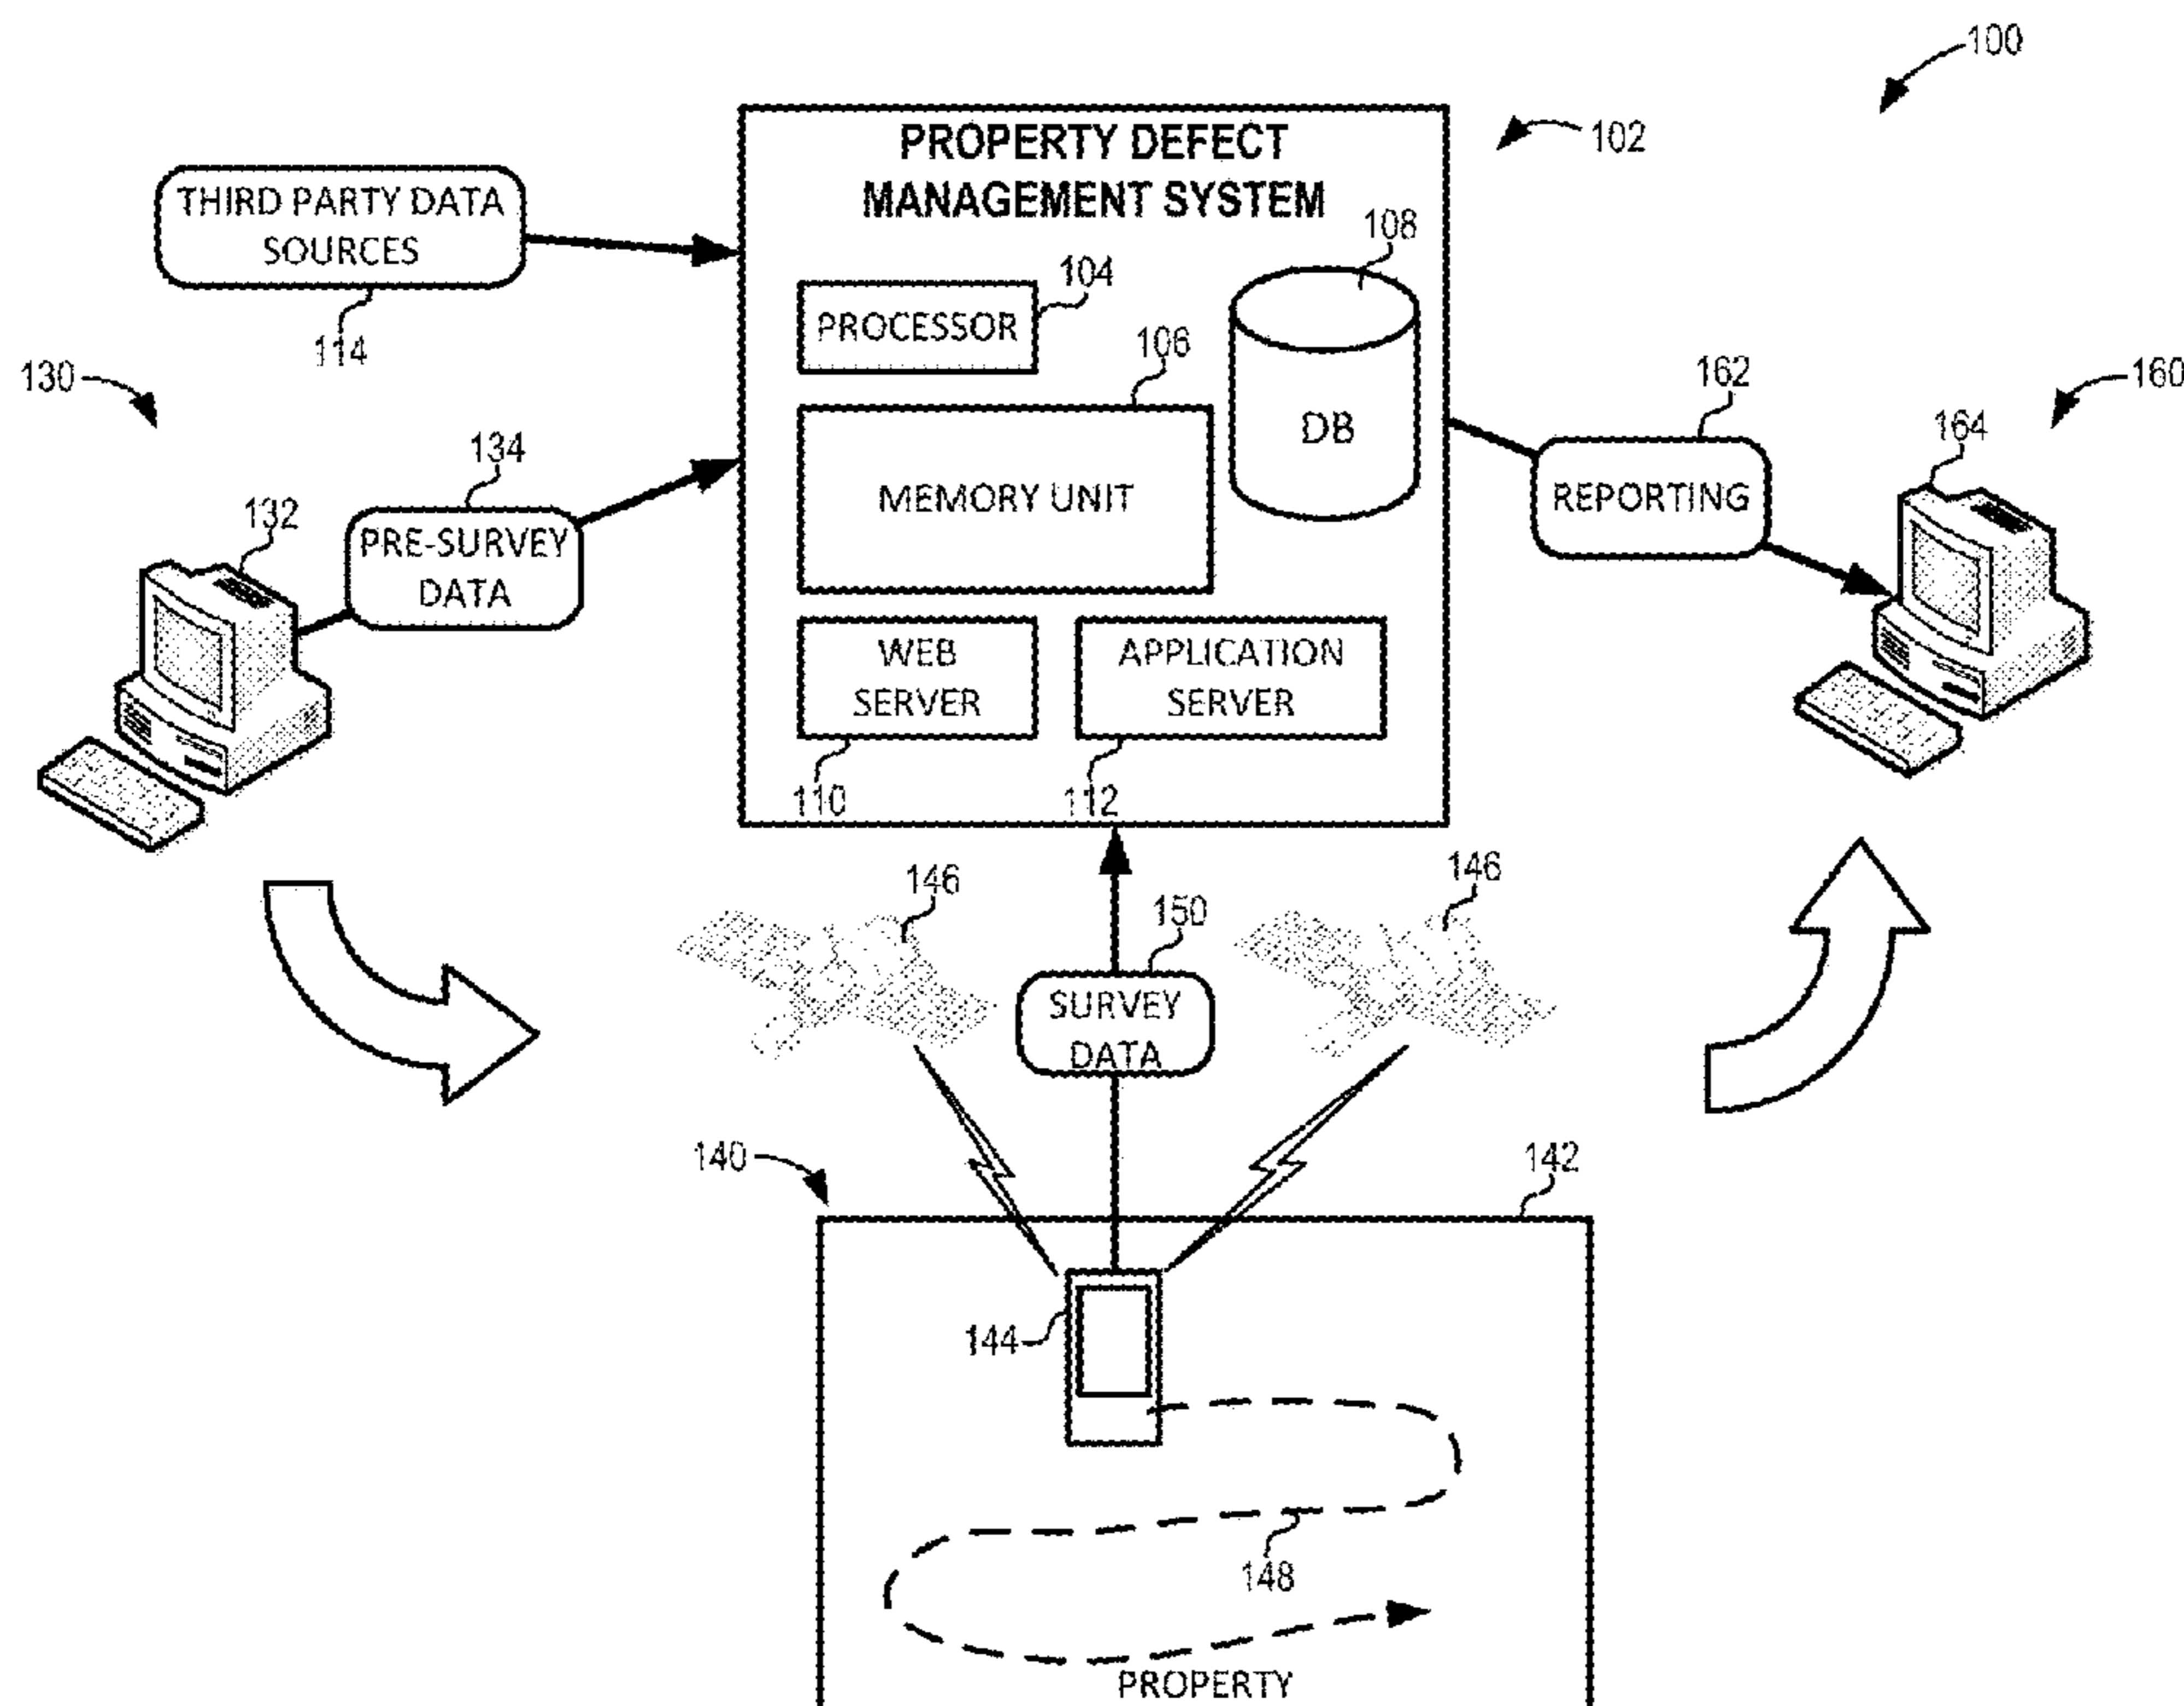 100
PROPERTY DEFECT
MANAGEMENT SYSTEM
102
THIRD PARTY DATA
SOURCES
114
108
PROCESSOR
104
106
MEMORY UNIT
DB
WEB
SERVER
110
APPLICATION
SERVER
112
130
132
134
PRE-SURVEY
DATA
162
REPORTING
160
164
146
150
146
SURVEY
DATA
140
142
144
148
PROPERTY